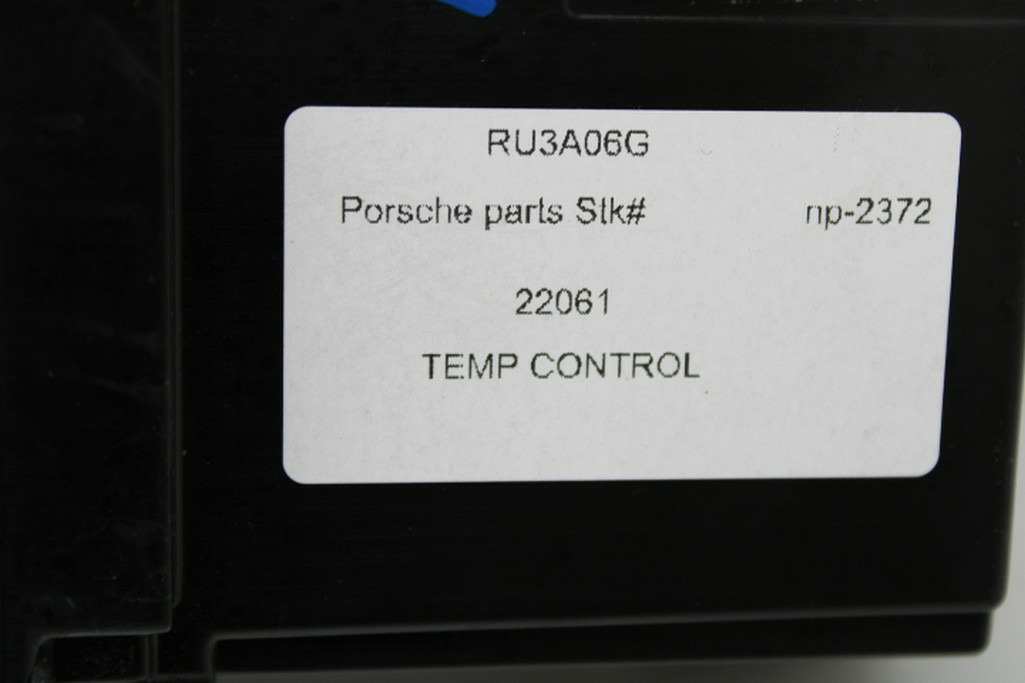 RU3A06G
Porsche parts Stk# np-2372
22061
TEMP CONTROL